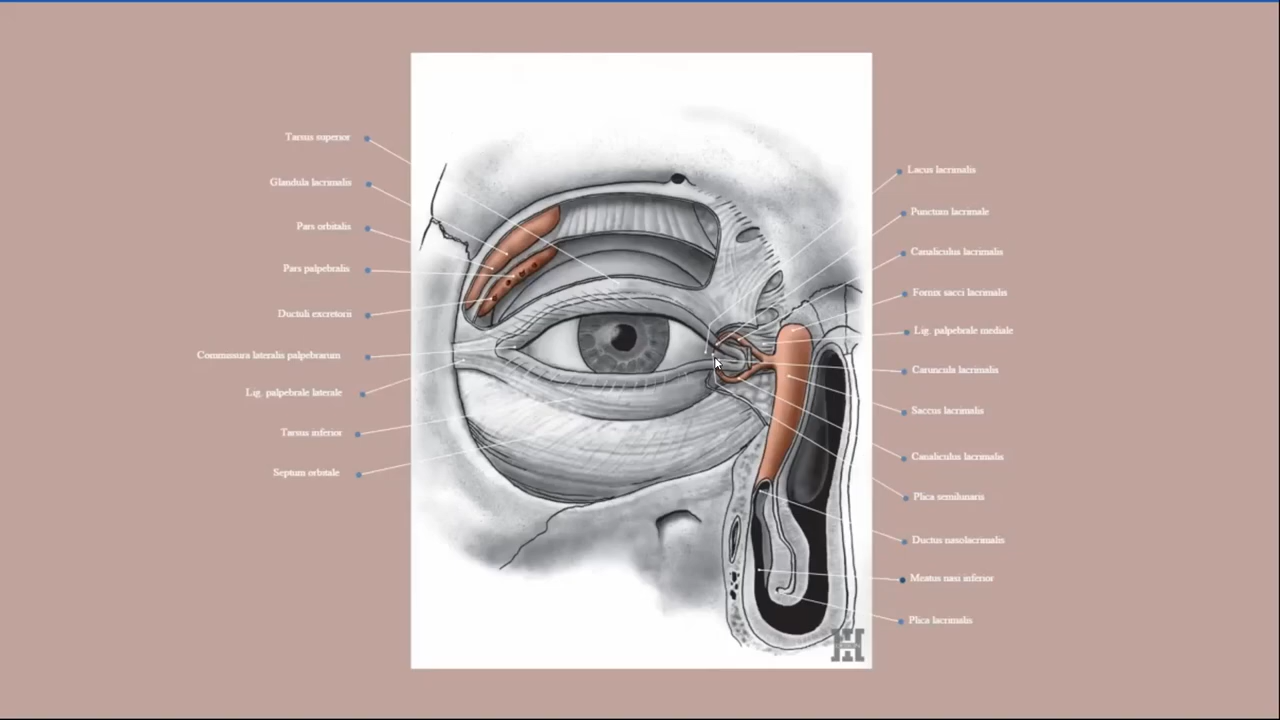 Tarsus superior
Glandula lacrimalis
Pars orbitalis
Pars palpebralis
Ductuli excretorii
Commissura lateralis palpebrarum
Lig. palpebrale laterale
Tarsus inferior
Septum orbitale
Lacus lacrimalis
Punctum lacrimale
Canaliculus lacrimalis
Fornix sacci lacrimalis
Lig. palpebrale mediale
Caruncula lacrimalis
Saccus lacrimalis
Canaliculus lacrimalis
Plica semilunaris
Ductus nasolacrimalis
Meatus nasi inferior
Plica lacrimalis